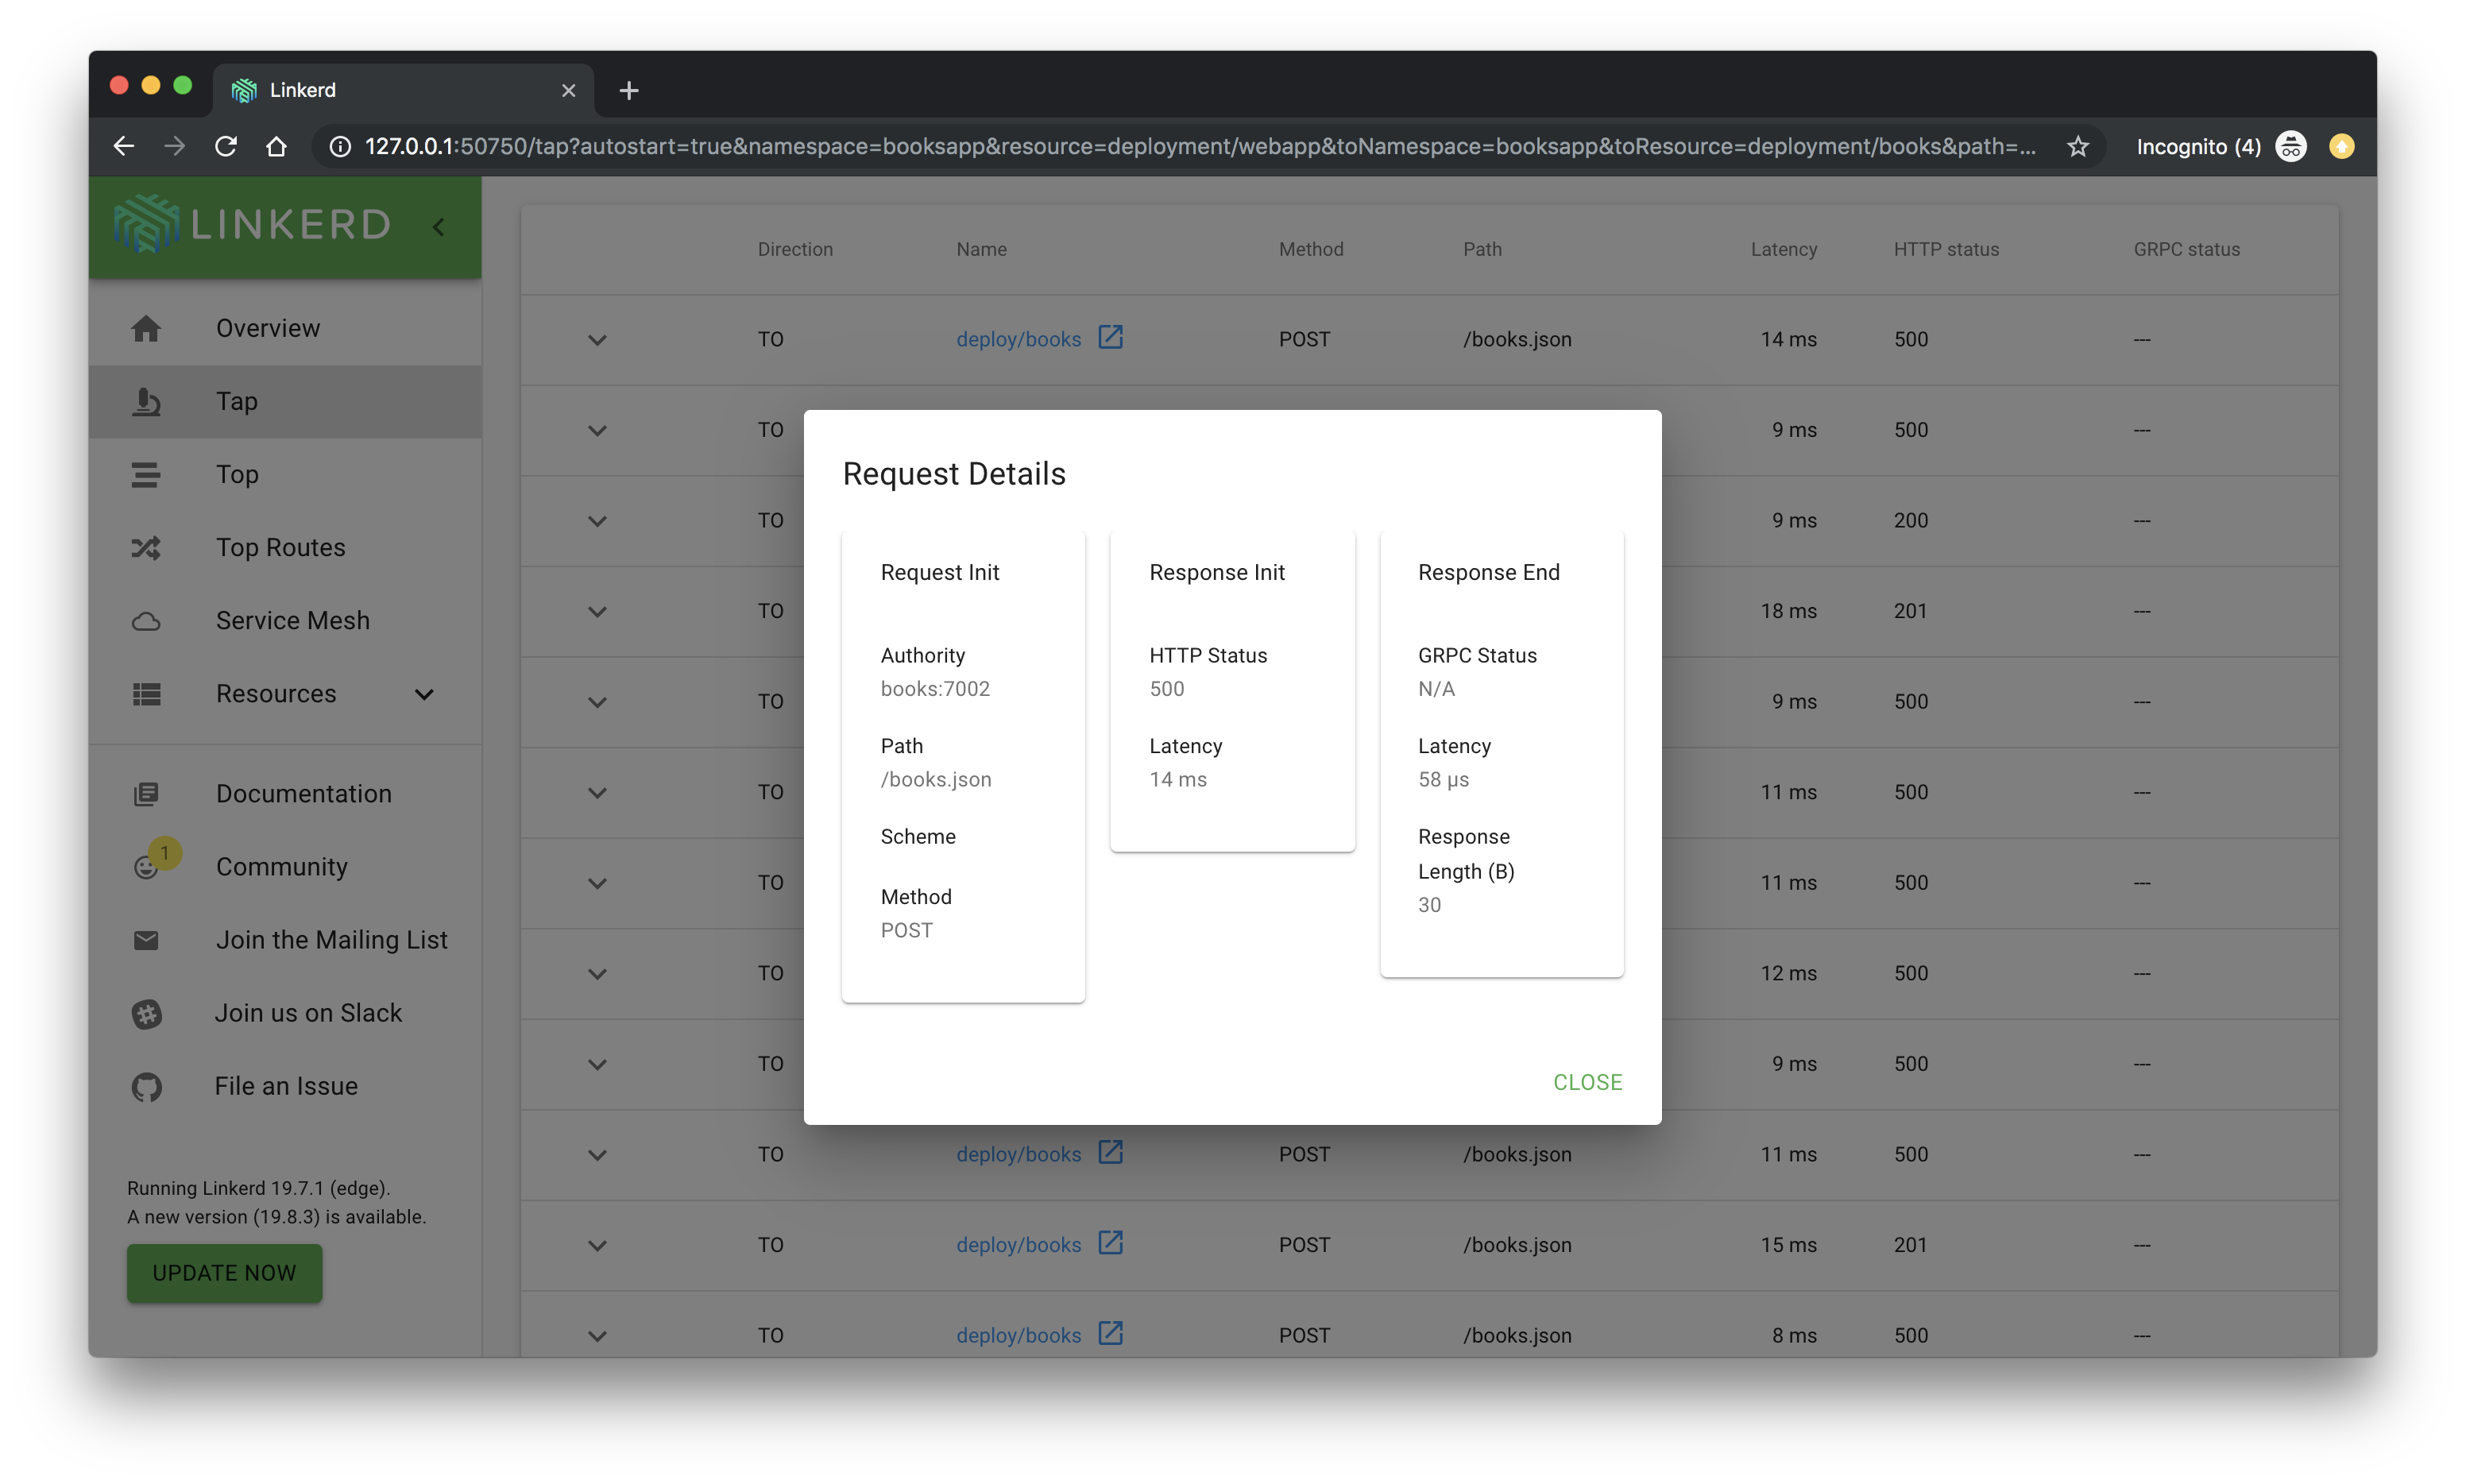 Linkerd
127.0.0.1:50750/tap?autostart=true&namespace=booksapp&resource=deployment/webapp&toNamespace=booksapp&toResource=deployment/books&path=...
Incognito (4)
LINKERD
Overview
Tap
Top
Top Routes
Service Mesh
Resources
Documentation
1
Community
Join the Mailing List
Join us on Slack
File an Issue
Running Linkerd 19.7.1 (edge).
A new version (19.8.3) is available.
UPDATE NOW
Direction Name Method Path Latency HTTP status GRPC status
TO deploy/books POST /books.json 14 ms 500 ---
TO 9 ms 500 ---
TO 9 ms 200 ---
TO 18 ms 201 ---
TO 9 ms 500 ---
TO 11 ms 500 ---
TO 11 ms 500 ---
TO 12 ms 500 ---
TO 9 ms 500 ---
TO deploy/books POST /books.json 11 ms 500 ---
TO deploy/books POST /books.json 15 ms 201 ---
TO deploy/books POST /books.json 8 ms 500 ---
Request Details
Request Init
Authority
books:7002
Path
/books.json
Scheme
Method
POST
Response Init
HTTP Status
500
Latency
14 ms
Response End
GRPC Status
N/A
Latency
58 µs
Response
Length (B)
30
CLOSE